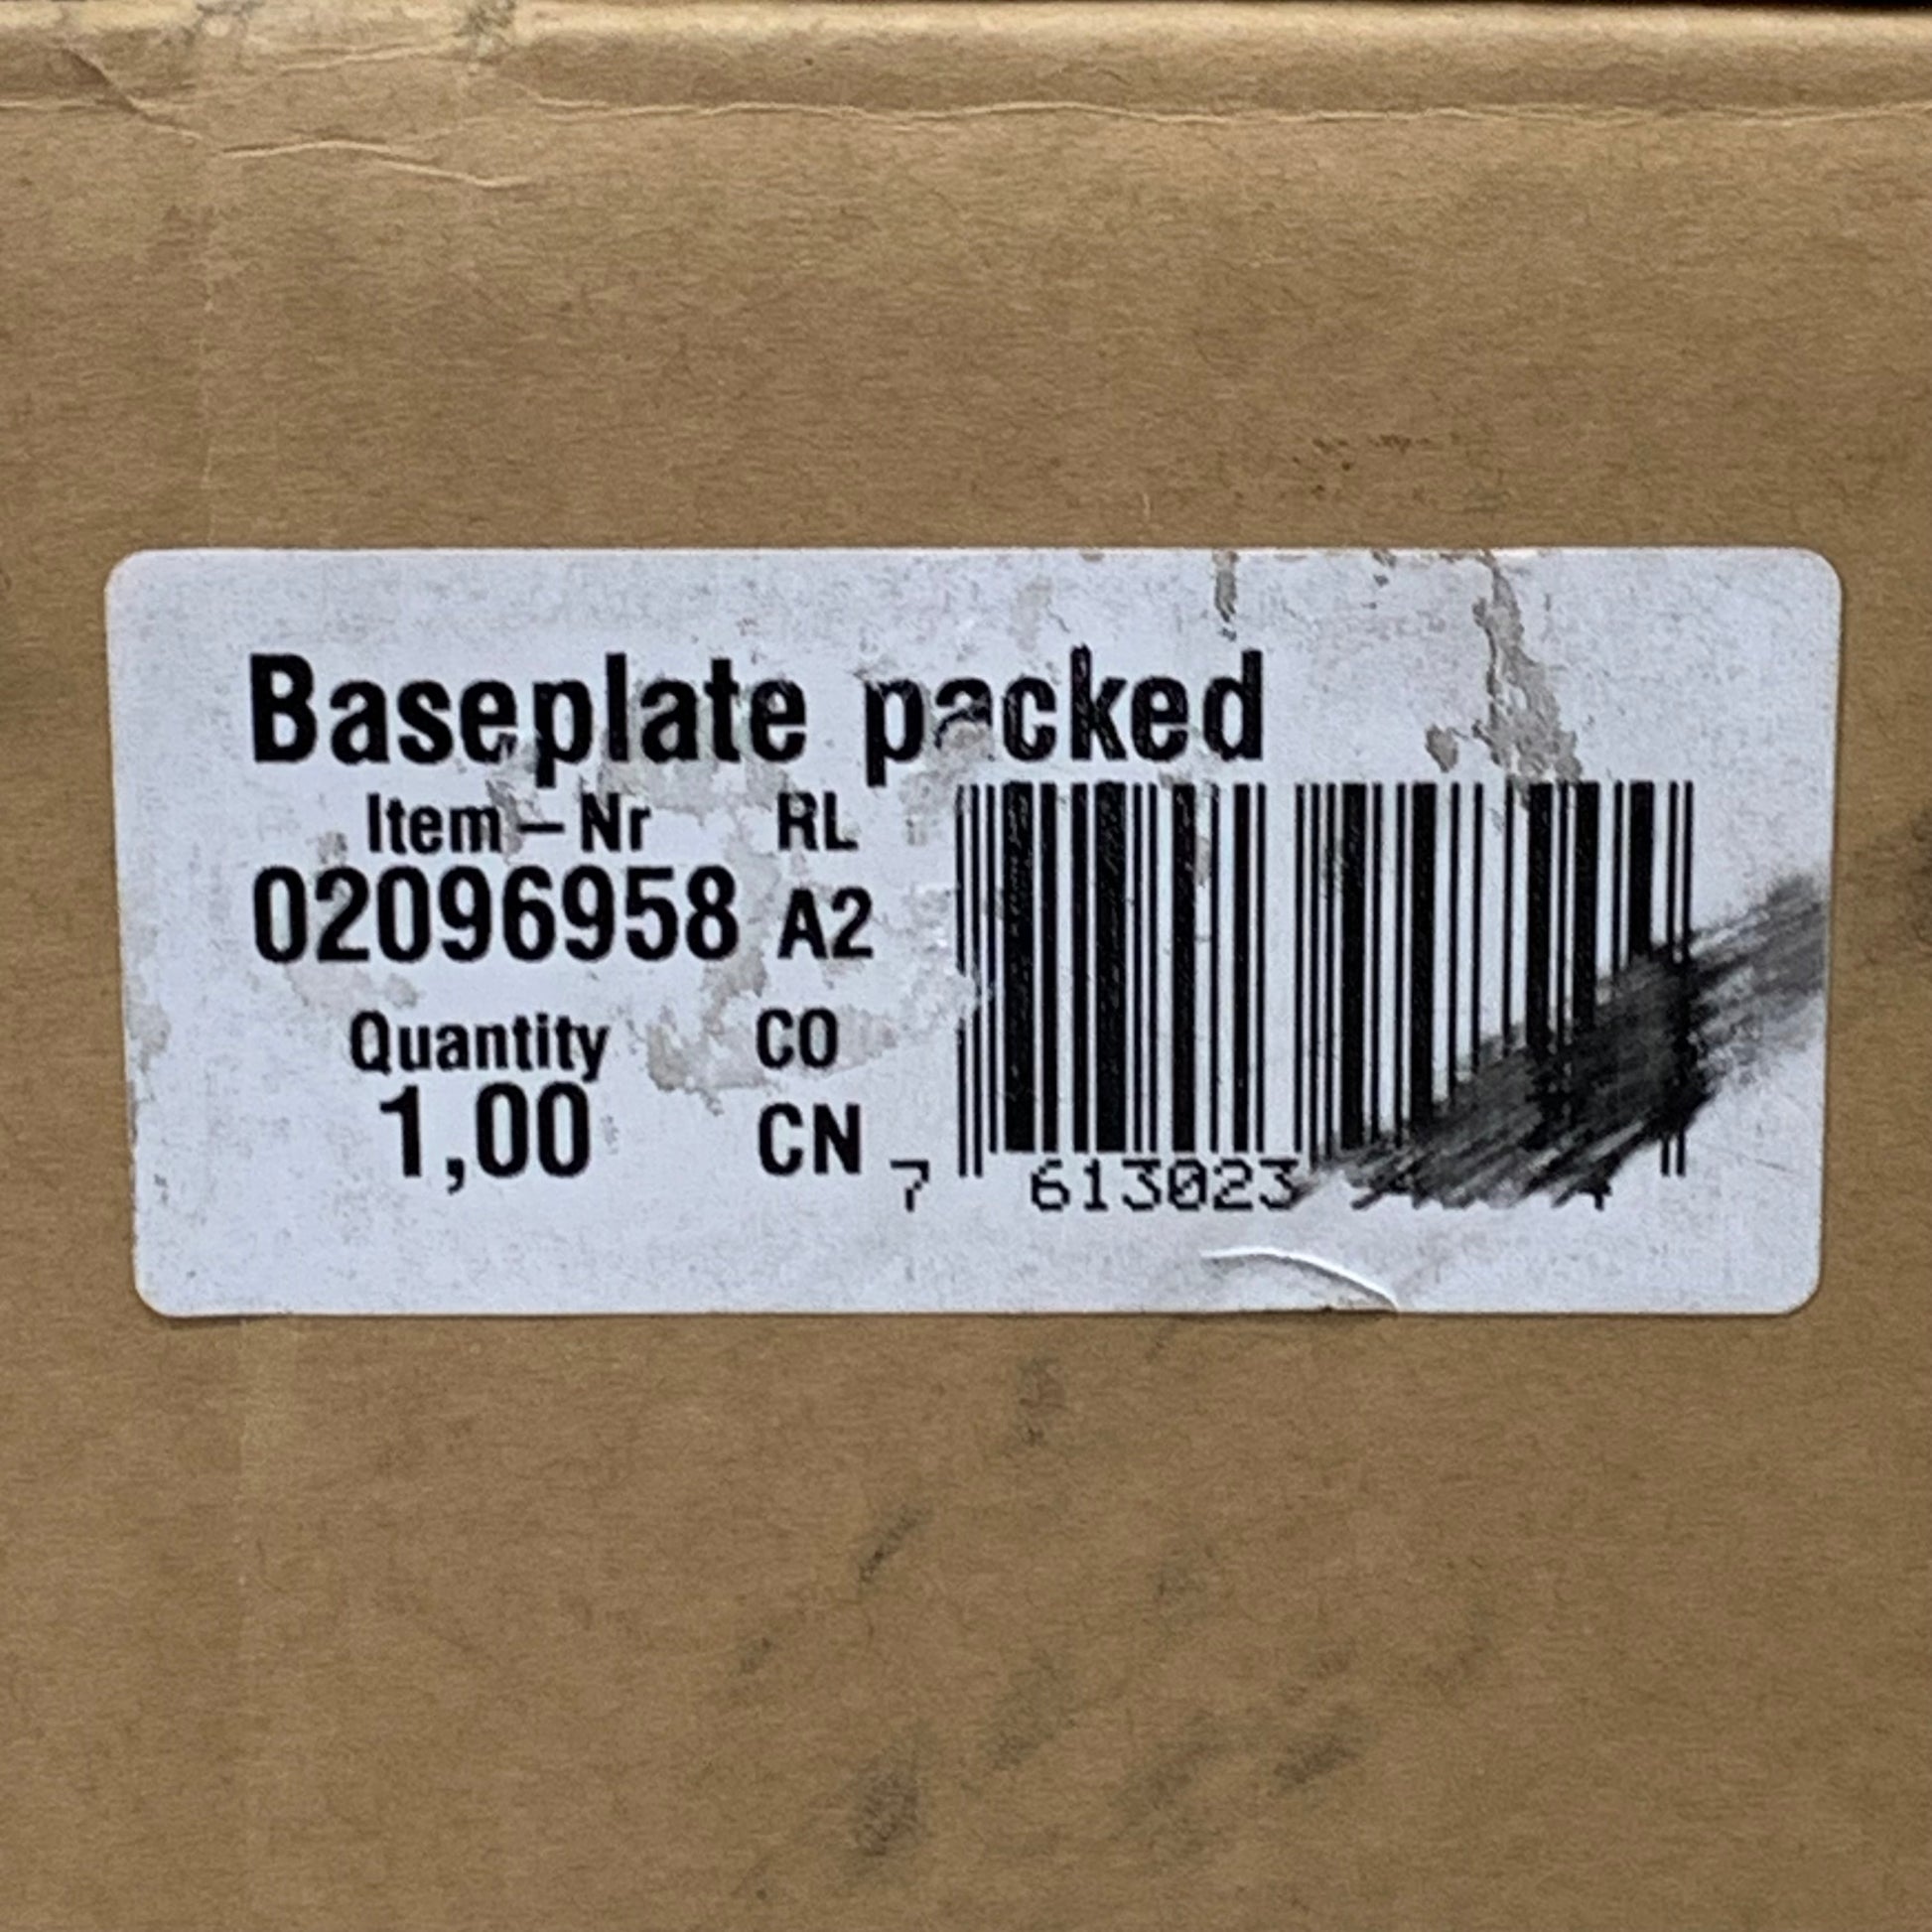 Baseplate packed
Item-Nr RL
02096958 A2
Quantity CO
1,00 CN
7 613023